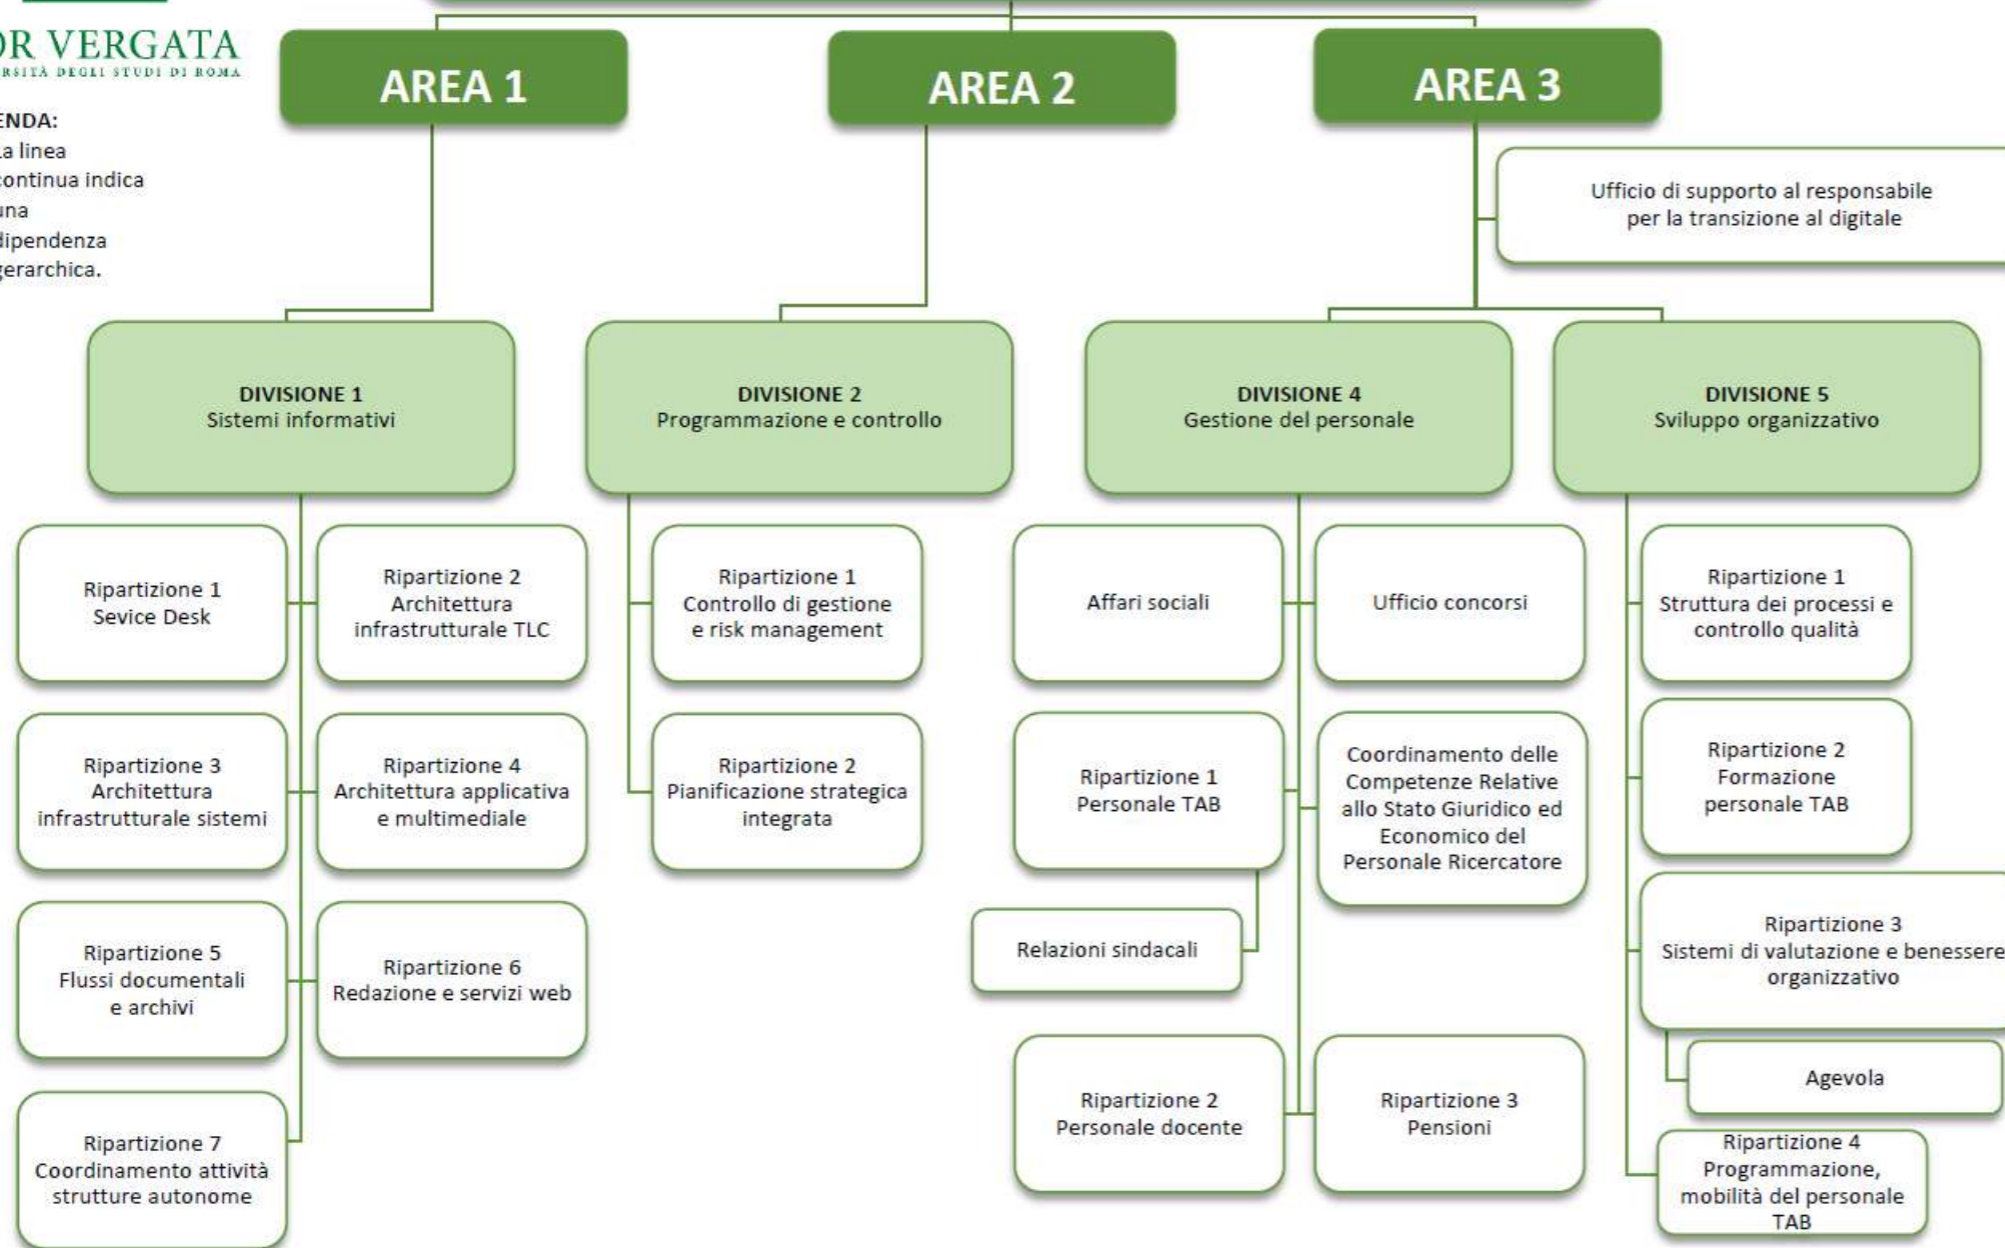 OR VERGATA
RSITÀ DEGLI STUDI DI ROMA
ENDA:
La linea
continua indica
una
dipendenza
gerarchica.
AREA 1
AREA 2
AREA 3
Ufficio di supporto al responsabile
per la transizione al digitale
DIVISIONE 1
Sistemi informativi
DIVISIONE 2
Programmazione e controllo
DIVISIONE 4
Gestione del personale
DIVISIONE 5
Sviluppo organizzativo
Ripartizione 1
Sevice Desk
Ripartizione 2
Architettura
infrastrutturale TLC
Ripartizione 1
Controllo di gestione
e risk management
Affari sociali
Ufficio concorsi
Ripartizione 1
Struttura dei processi e
controllo qualità
Ripartizione 3
Architettura
infrastrutturale sistemi
Ripartizione 4
Architettura applicativa
e multimediale
Ripartizione 2
Pianificazione strategica
integrata
Ripartizione 1
Personale TAB
Coordinamento delle
Competenze Relative
allo Stato Giuridico ed
Economico del
Personale Ricercatore
Ripartizione 2
Formazione
personale TAB
Ripartizione 5
Flussi documentali
e archivi
Ripartizione 6
Redazione e servizi web
Relazioni sindacali
Ripartizione 3
Sistemi di valutazione e benessere
organizzativo
Agevola
Ripartizione 7
Coordinamento attività
strutture autonome
Ripartizione 2
Personale docente
Ripartizione 3
Pensioni
Ripartizione 4
Programmazione,
mobilità del personale
TAB